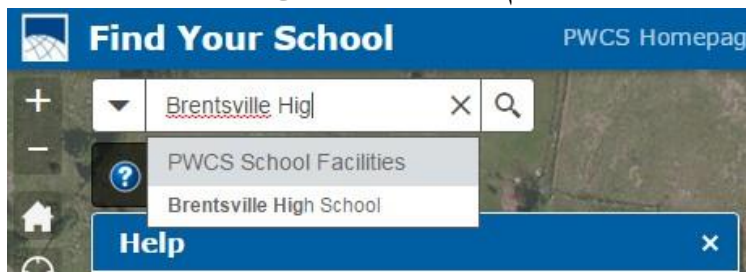 Find Your School PWCS Homepag
Brentsville Hig
PWCS School Facilities
Brentsville High School
Help